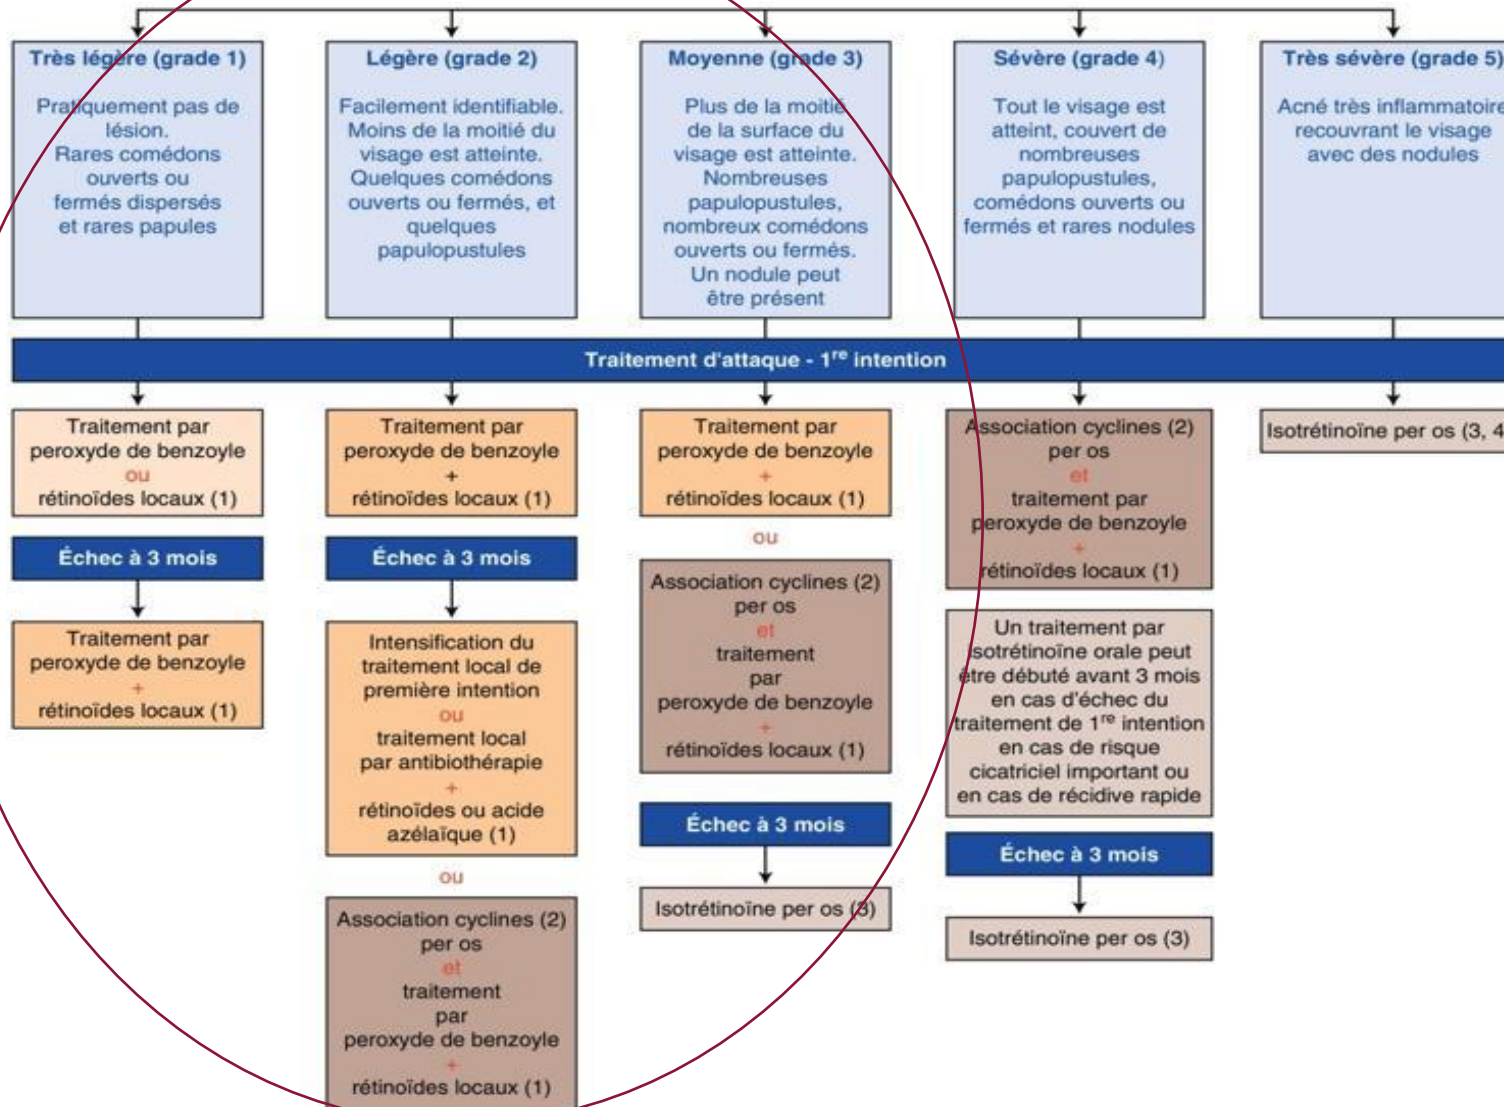 Très légère (grade 1)
Pratiquement pas de
lésion.
Rares comédons
ouverts ou
fermés dispersés
et rares papules
Légère (grade 2)
Facilement identifiable.
Moins de la moitié du
visage est atteinte.
Quelques comédons
ouverts ou fermés, et
quelques
papulopustules
Moyenne (grade 3)
Plus de la moitié
de la surface du
visage est atteinte.
Nombreuses
papulopustules,
nombreux comédons
ouverts ou fermés.
Un nodule peut
être présent
Sévère (grade 4)
Tout le visage est
atteint, couvert de
nombreuses
papulopustules,
comédons ouverts ou
fermés et rares nodules
Très sévère (grade 5)
Acné très inflammatoire
recouvrant le visage
avec des nodules
Traitement d'attaque - 1re intention
Traitement par
peroxyde de benzoyle
ou
rétinoïdes locaux (1)
Échec à 3 mois
Traitement par
peroxyde de benzoyle
+
rétinoïdes locaux (1)
Traitement par
peroxyde de benzoyle
+
rétinoïdes locaux (1)
Échec à 3 mois
Intensification du
traitement local de
première intention
ou
traitement local
par antibiothérapie
+
rétinoïdes ou acide
azélaïque (1)
ou
Association cyclines (2)
per os
et
traitement
par
peroxyde de benzoyle
+
rétinoïdes locaux (1)
Traitement par
peroxyde de benzoyle
+
rétinoïdes locaux (1)
ou
Association cyclines (2)
per os
et
traitement
par
peroxyde de benzoyle
+
rétinoïdes locaux (1)
Échec à 3 mois
Isotrétinoïne per os (3)
Association cyclines (2)
per os
et
traitement par
peroxyde de benzoyle
+
rétinoïdes locaux (1)
Un traitement par
isotrétinoïne orale peut
être débuté avant 3 mois
en cas d'échec du
traitement de 1re intention
en cas de risque
cicatriciel important ou
en cas de récidive rapide
Échec à 3 mois
Isotrétinoïne per os (3)
Isotrétinoïne per os (3, 4